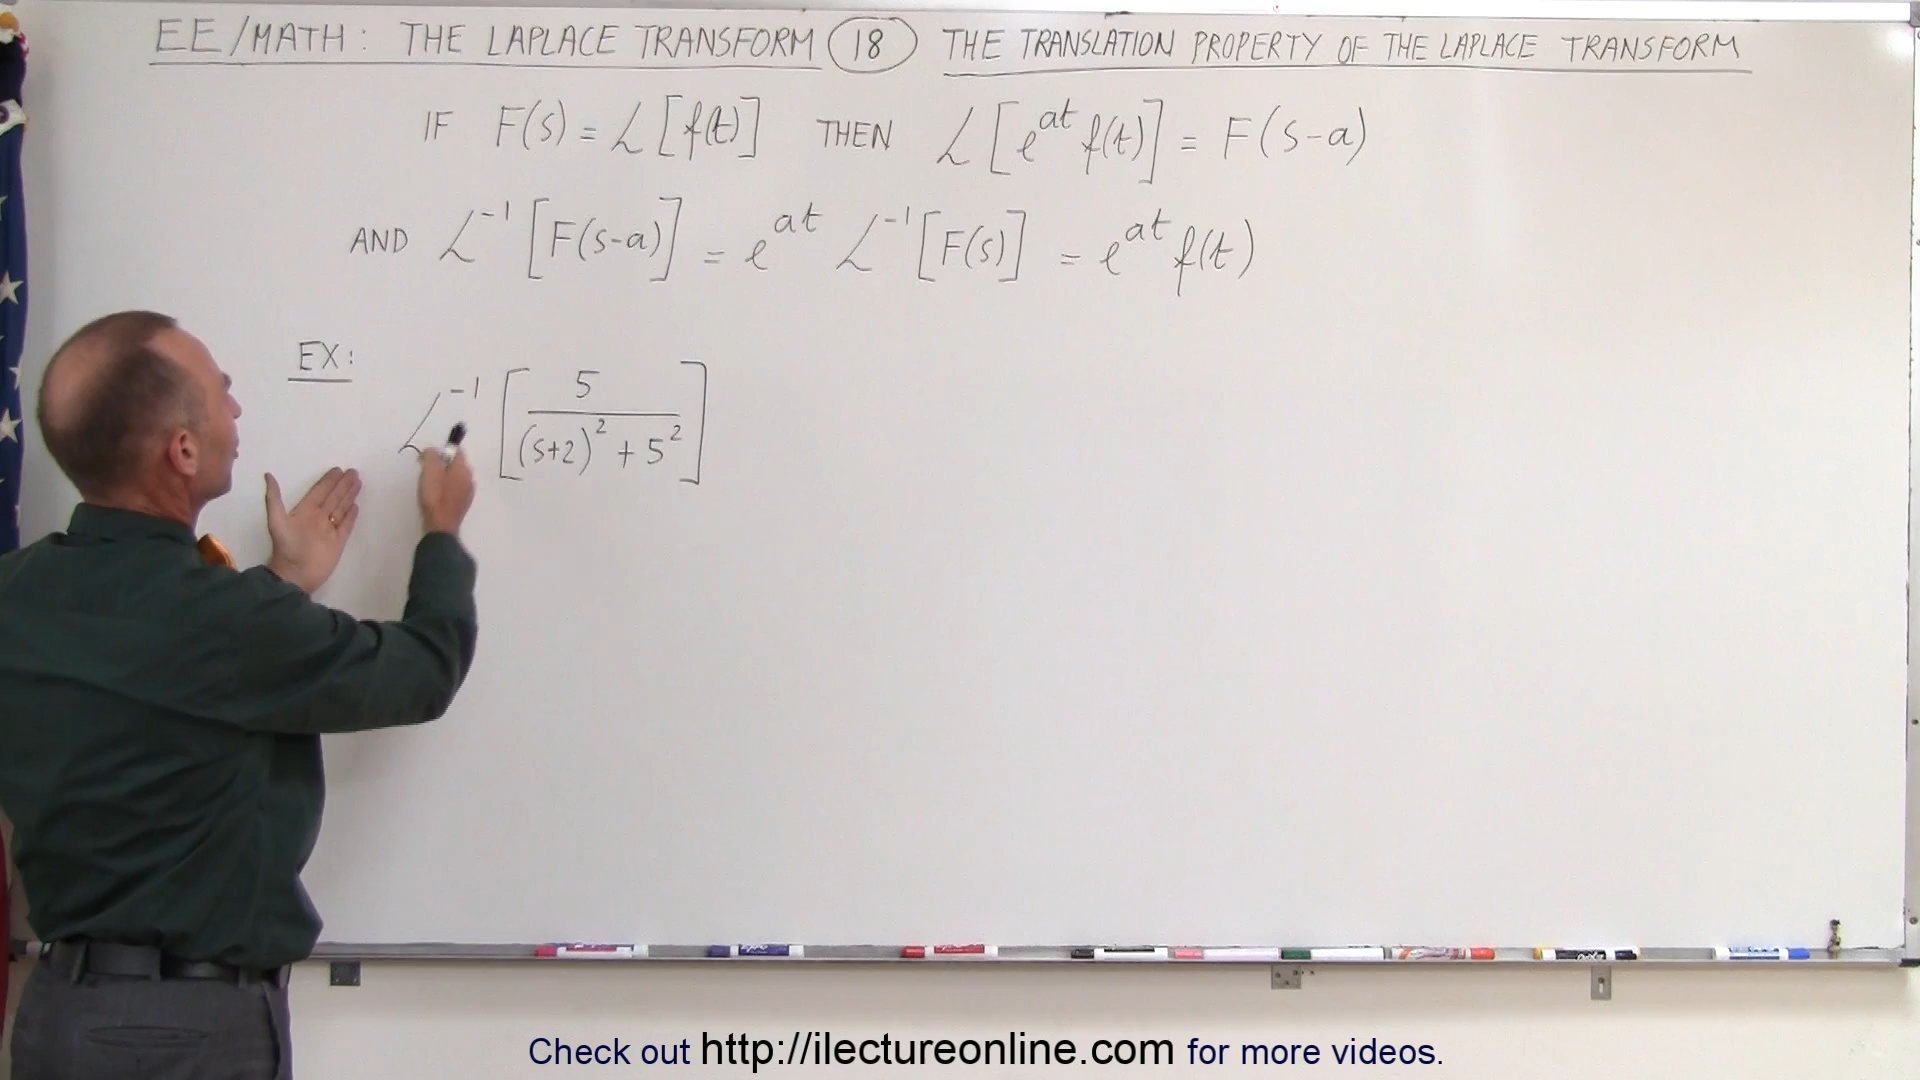 EE/MATH: THE LAPLACE TRANSFORM 18 THE TRANSLATION PROPERTY OF THE LAPLACE TRANSFORM
IF F(s) = ℒ[f(t)] THEN ℒ[e^{at} f(t)] = F(s-a)
AND ℒ^{-1}[F(s-a)] = e^{at} ℒ^{-1}[F(s)] = e^{at} f(t)
EX:
ℒ^{-1}[5/((s+2)^2 + 5^2)]
Check out http://ilectureonline.com for more videos.